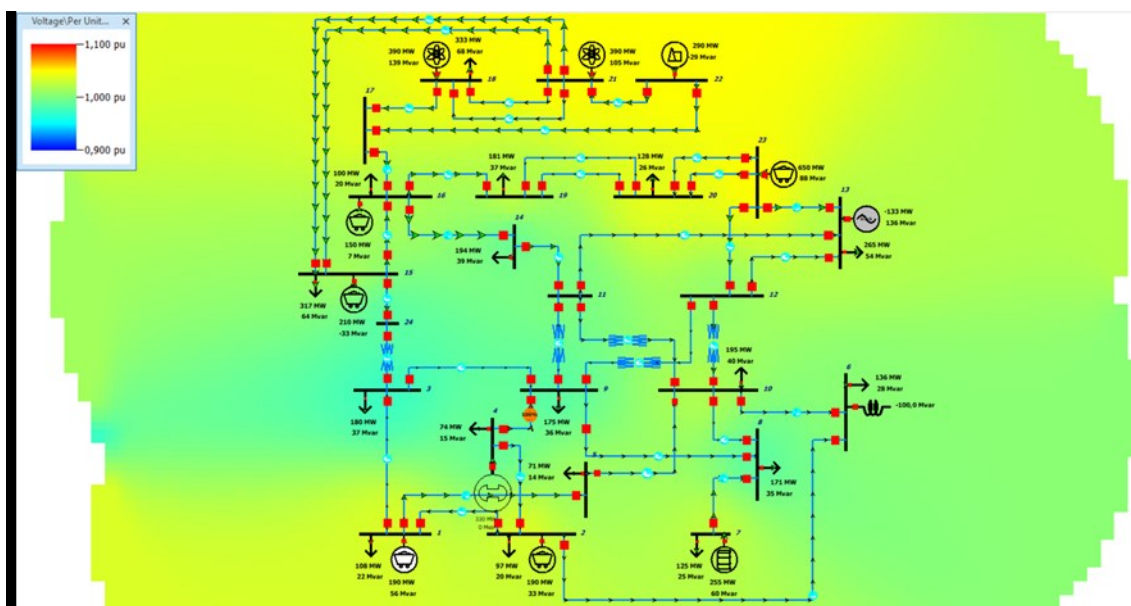 Voltage\Per Unit... ×
1,100 pu
1,000 pu
0,900 pu
390 MW
139 Mvar
333 MW
68 Mvar
18
390 MW
105 Mvar
21
290 MW
-29 Mvar
22
17
100 MW
20 Mvar
16
150 MW
7 Mvar
181 MW
37 Mvar
19
128 MW
26 Mvar
20
23
650 MW
88 Mvar
13
-133 MW
136 Mvar
265 MW
54 Mvar
14
194 MW
39 Mvar
15
317 MW
64 Mvar
210 MW
-33 Mvar
24
11
12
3
180 MW
37 Mvar
9
175 MW
36 Mvar
195 MW
40 Mvar
10
6
136 MW
28 Mvar
-100,0 Mvar
4
74 MW
15 Mvar
5
71 MW
14 Mvar
8
171 MW
35 Mvar
330 MW
0 Mvar
1
108 MW
22 Mvar
190 MW
56 Mvar
2
97 MW
20 Mvar
190 MW
33 Mvar
7
125 MW
25 Mvar
255 MW
60 Mvar